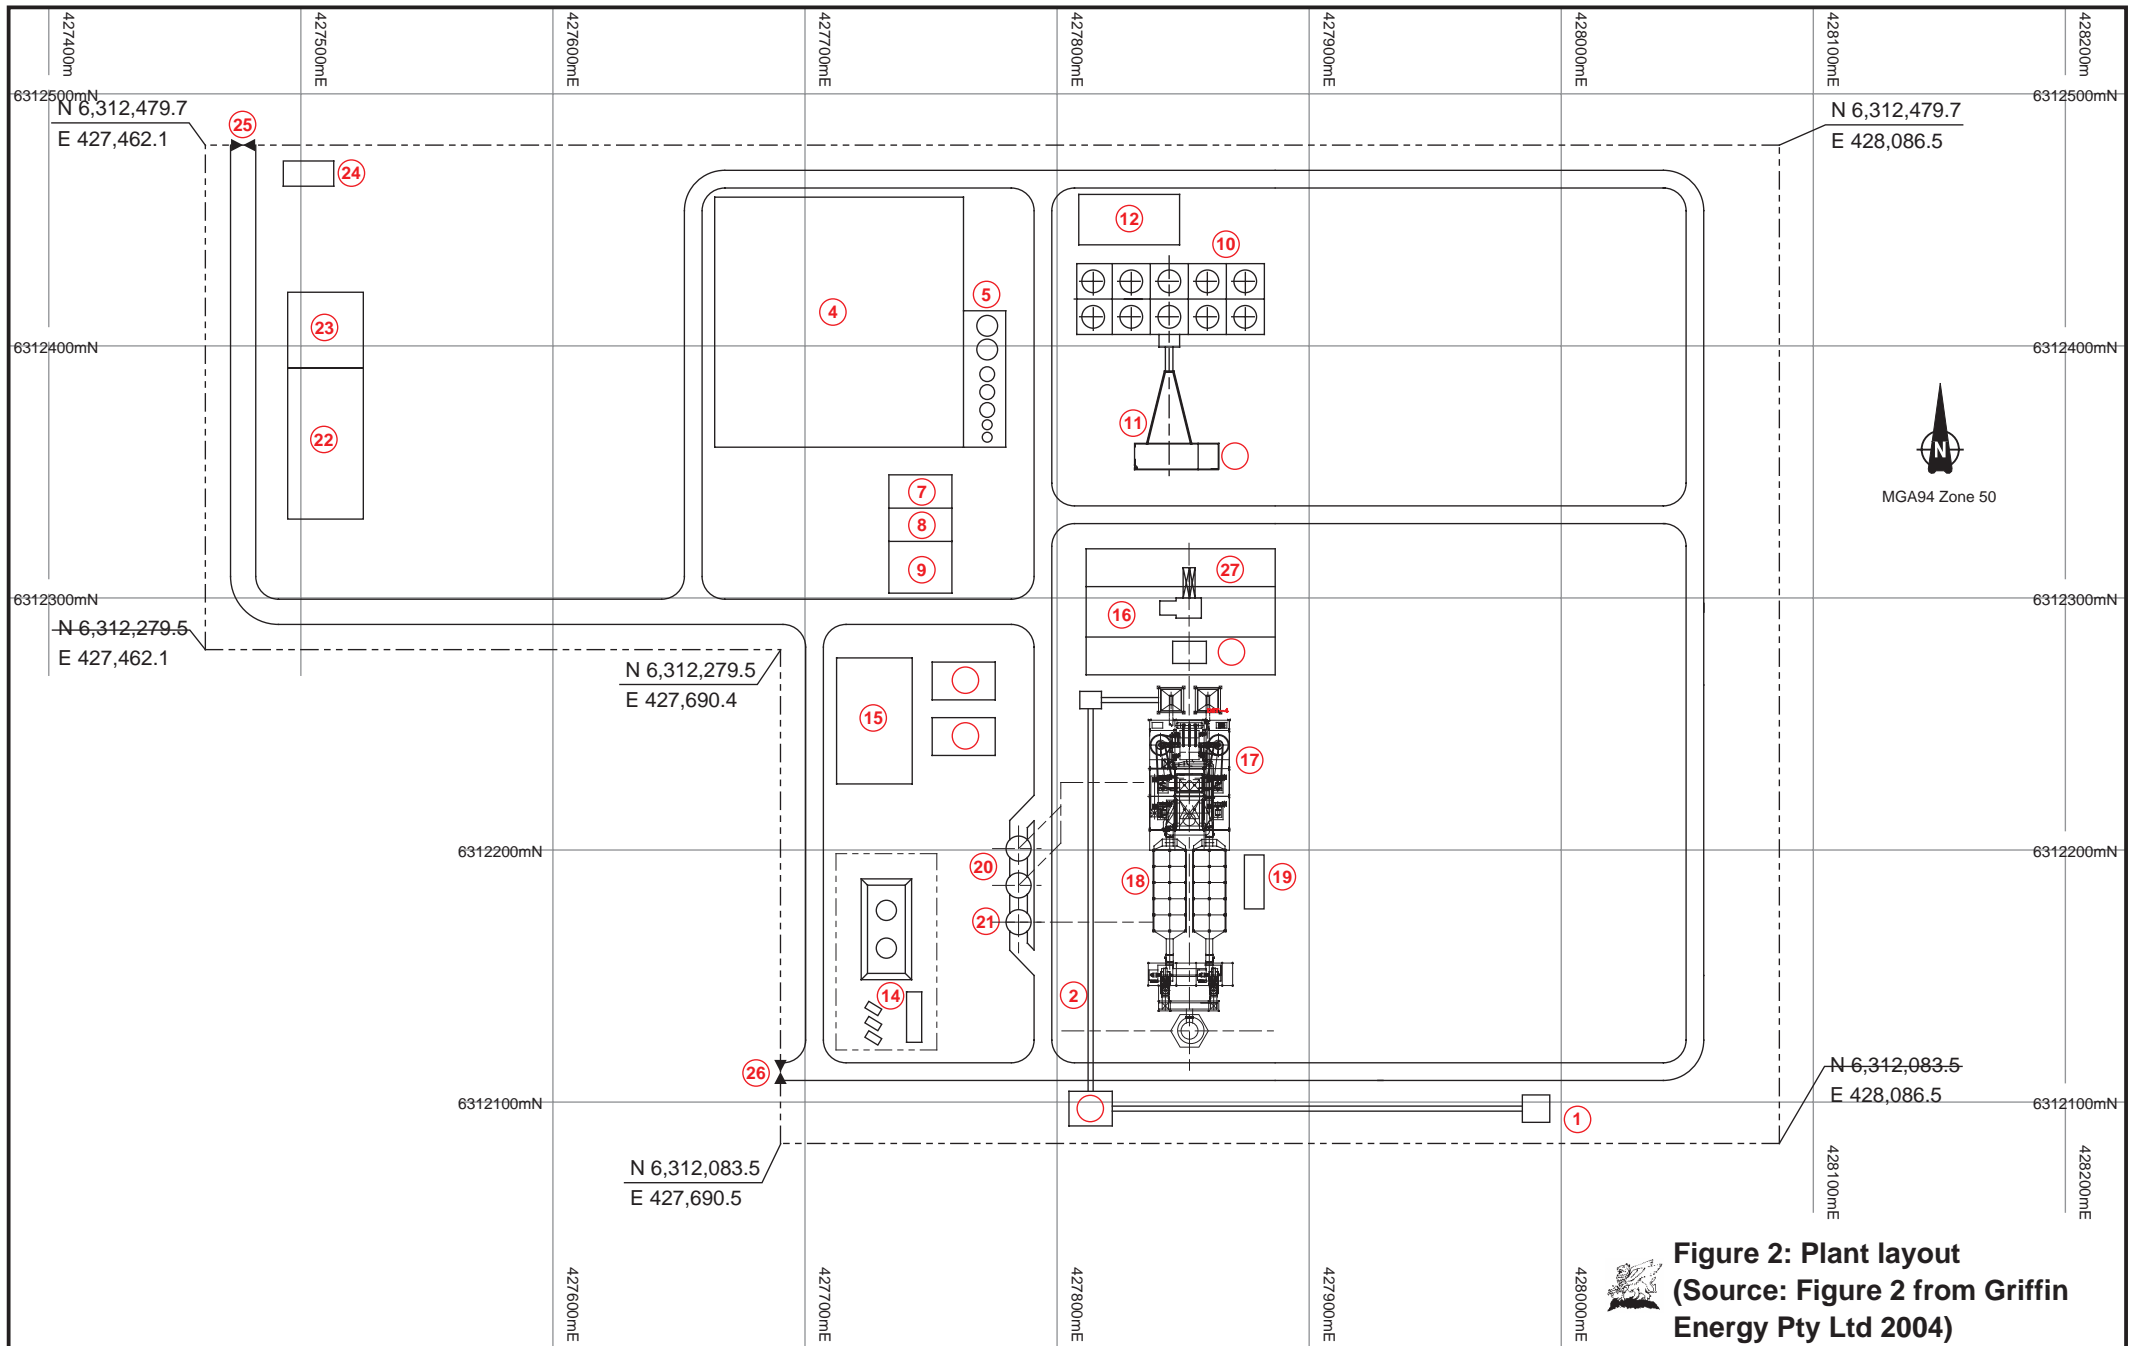 427400m
427500mE
427600mE
427700mE
427800mE
427900mE
428000mE
428100mE
428200m
6312500mN
6312500mN
N 6,312,479.7
E 427,462.1
25
N 6,312,479.7
E 428,086.5
24
12
10
23
4
5
6312400mN
6312400mN
22
11
N
MGA94 Zone 50
7
8
9
27
16
6312300mN
6312300mN
N 6,312,279.5
E 427,462.1
N 6,312,279.5
E 427,690.4
15
17
6312200mN
6312200mN
20
18
19
21
14
2
26
N 6,312,083.5
E 428,086.5
6312100mN
6312100mN
1
N 6,312,083.5
E 427,690.5
428100mE
428200mE
427600mE
427700mE
427800mE
427900mE
428000mE
Figure 2: Plant layout
(Source: Figure 2 from Griffin
Energy Pty Ltd 2004)